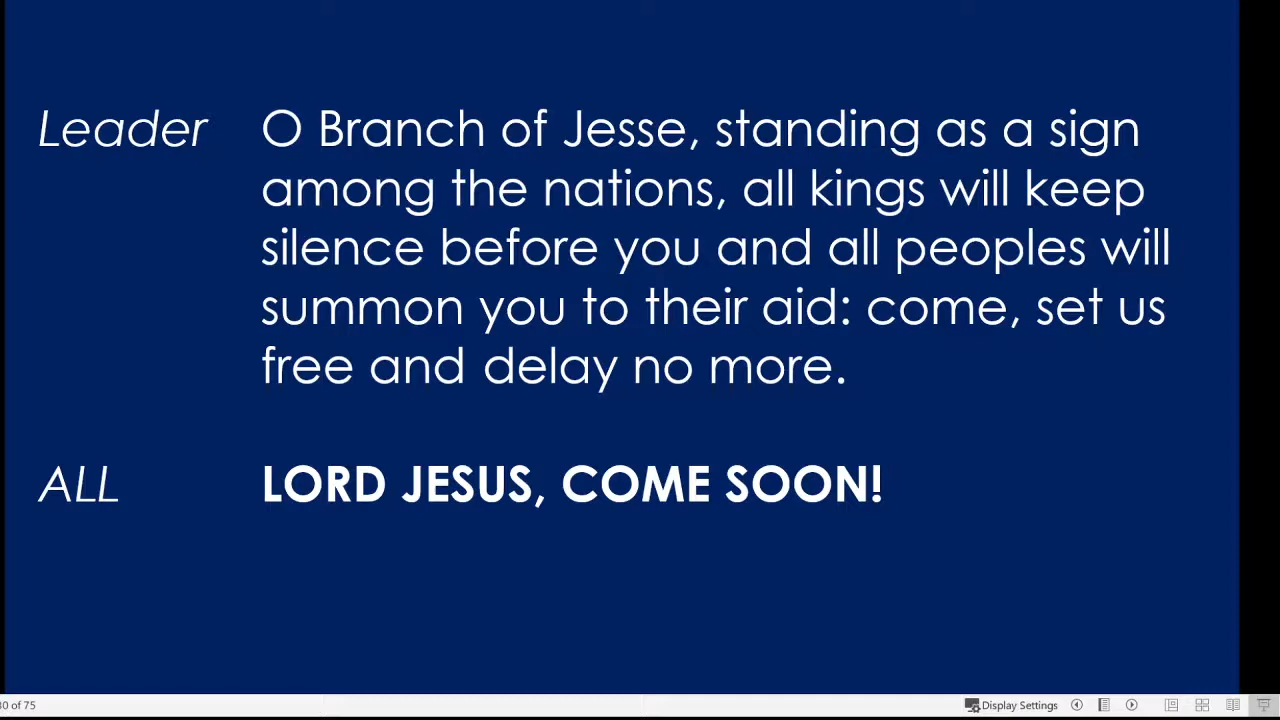 Leader O Branch of Jesse, standing as a sign
among the nations, all kings will keep
silence before you and all peoples will
summon you to their aid: come, set us
free and delay no more.
ALL LORD JESUS, COME SOON!
of 75 Display Settings